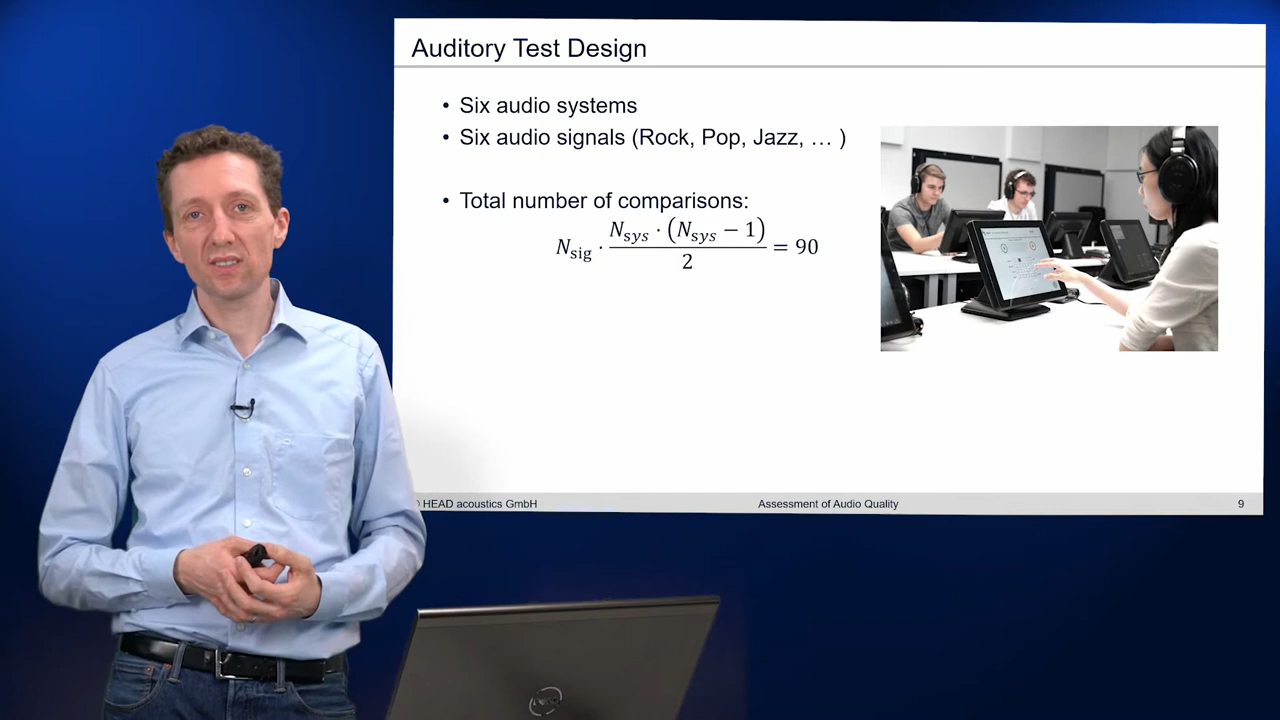 Auditory Test Design
• Six audio systems
• Six audio signals (Rock, Pop, Jazz, … )
• Total number of comparisons:
N_sig · (N_sys · (N_sys − 1)) / 2 = 90
HEAD acoustics GmbH
Assessment of Audio Quality
9
DELL